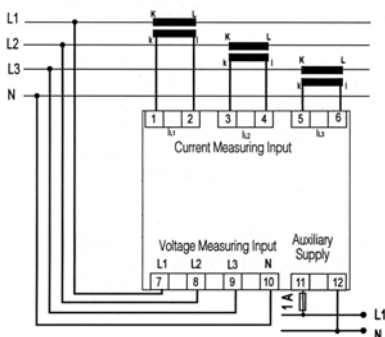 L1
K L
k l
L2
K L
k l
L3
K L
k l
N
1 2 3 4 5 6
IL1 IL2 IL3
Current Measuring Input
Voltage Measuring Input
Auxiliary
Supply
L1 L2 L3 N
7 8 9 10 11 12
1 A
L1
N